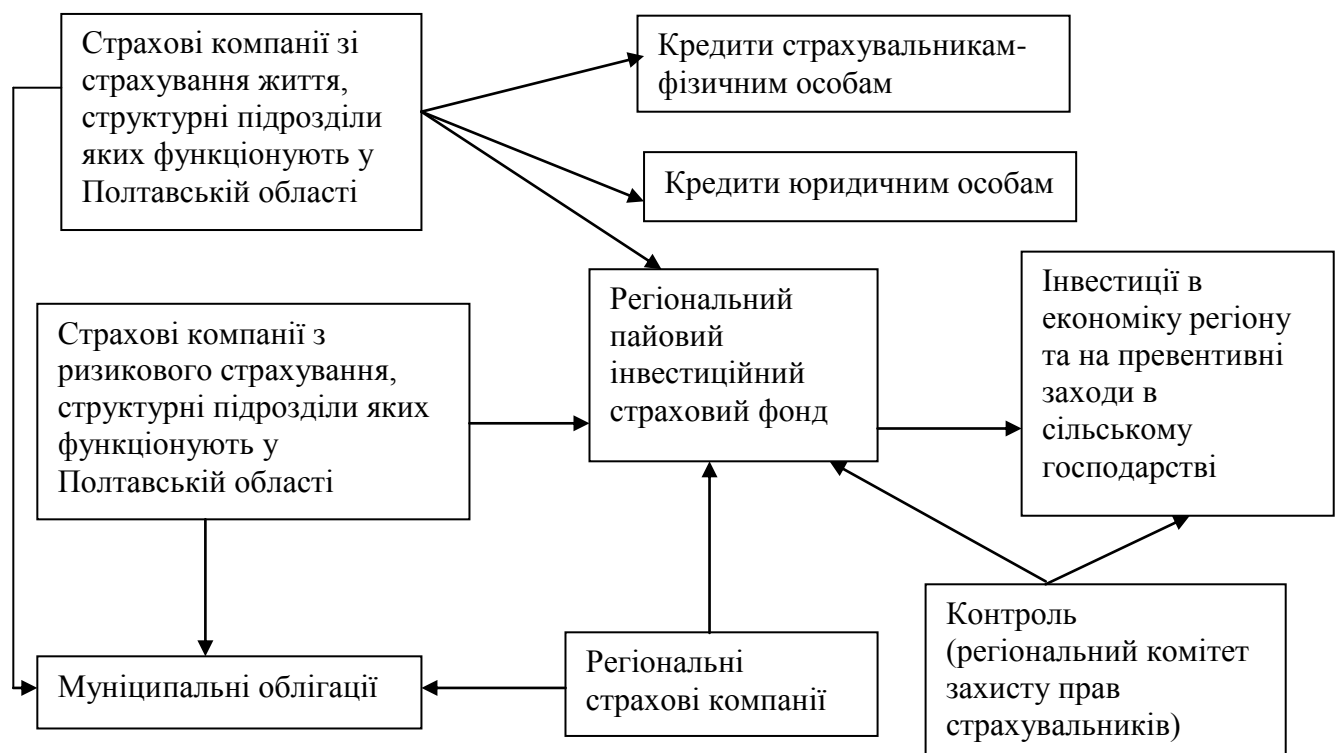 Страхові компанії зі
страхування життя,
структурні підрозділи
яких функціонують у
Полтавській області
Кредити страхувальникам-
фізичним особам
Кредити юридичним особам
Регіональний
пайовий
інвестиційний
страховий фонд
Інвестиції в
економіку регіону
та на превентивні
заходи в
сільському
господарстві
Страхові компанії з
ризикового страхування,
структурні підрозділи яких
функціонують у
Полтавській області
Муніципальні облігації
Регіональні
страхові компанії
Контроль
(регіональний комітет
захисту прав
страхувальників)